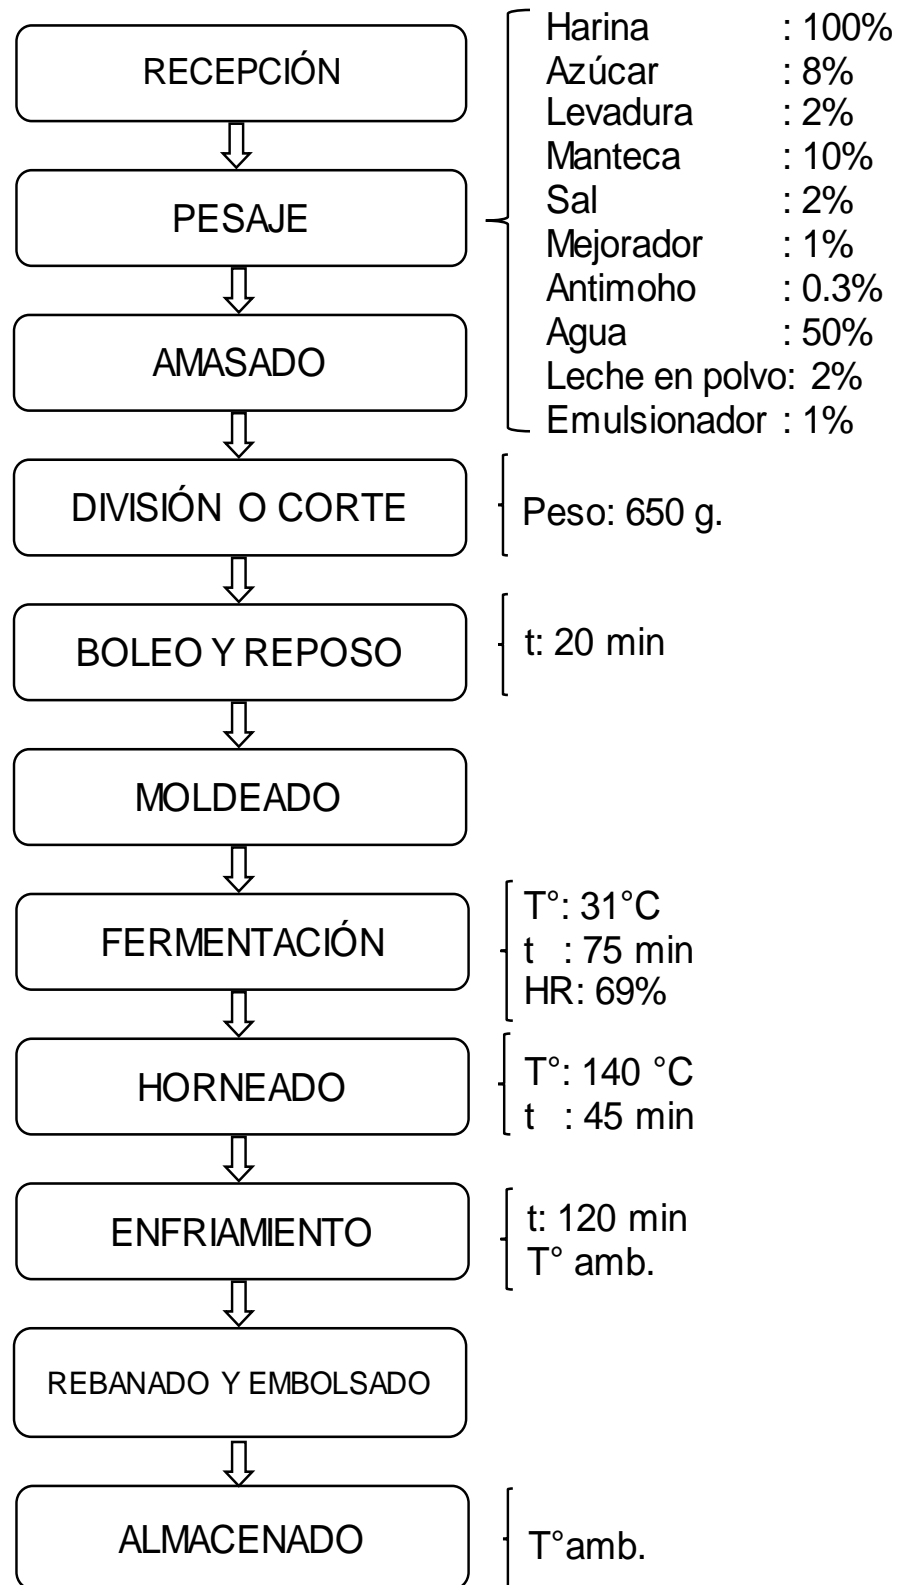 RECEPCIÓN
PESAJE
Harina : 100%
Azúcar : 8%
Levadura : 2%
Manteca : 10%
Sal : 2%
Mejorador : 1%
Antimoho : 0.3%
Agua : 50%
Leche en polvo: 2%
Emulsionador : 1%
AMASADO
DIVISIÓN O CORTE
Peso: 650 g.
BOLEO Y REPOSO
t: 20 min
MOLDEADO
FERMENTACIÓN
T°: 31°C
t : 75 min
HR: 69%
HORNEADO
T°: 140 °C
t : 45 min
ENFRIAMIENTO
t: 120 min
T° amb.
REBANADO Y EMBOLSADO
ALMACENADO
T°amb.